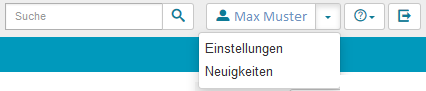 Suche
Max Muster
Einstellungen
Neuigkeiten